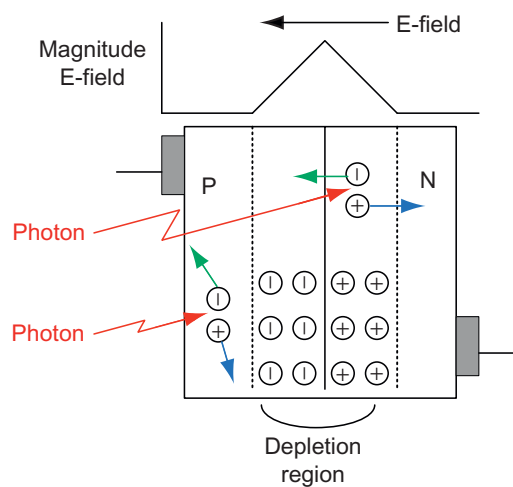 E-field
Magnitude
E-field
P
N
Photon
Photon
Depletion
region